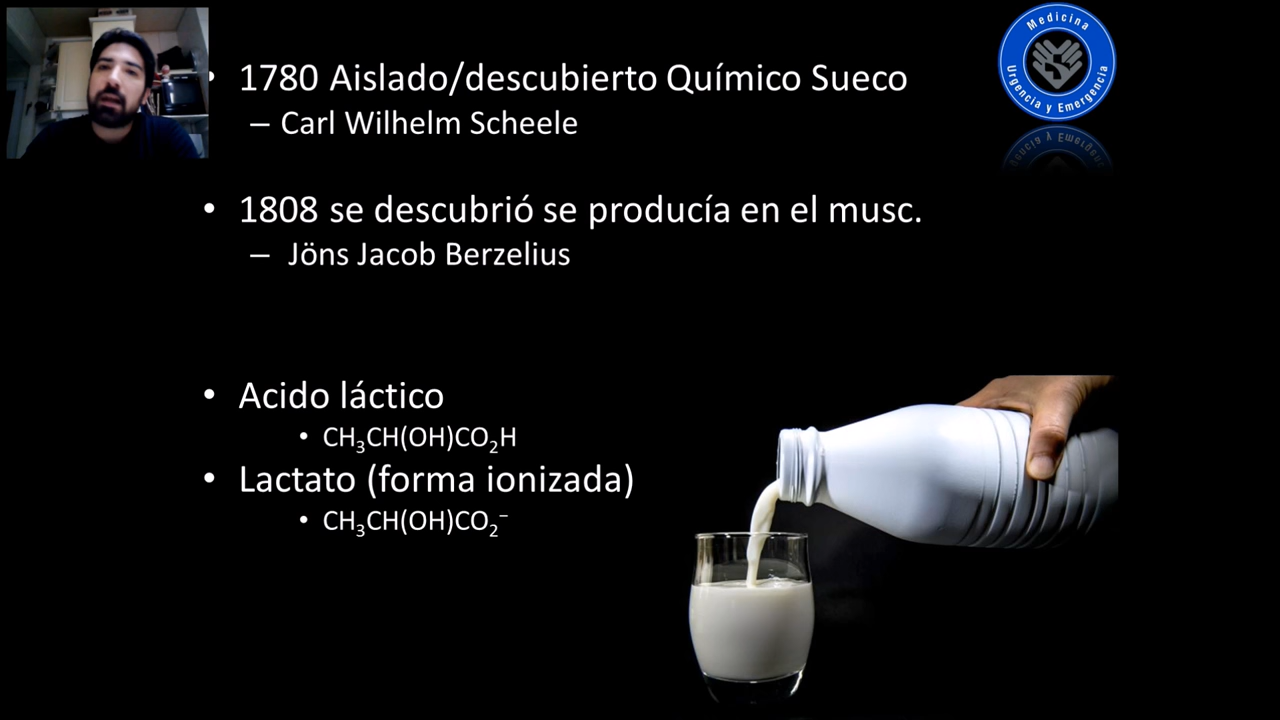 • 1780 Aislado/descubierto Químico Sueco
– Carl Wilhelm Scheele
• 1808 se descubrió se producía en el musc.
– Jöns Jacob Berzelius
• Acido láctico
• CH₃CH(OH)CO₂H
• Lactato (forma ionizada)
• CH₃CH(OH)CO₂⁻
Medicina
Urgencia y Emergencia